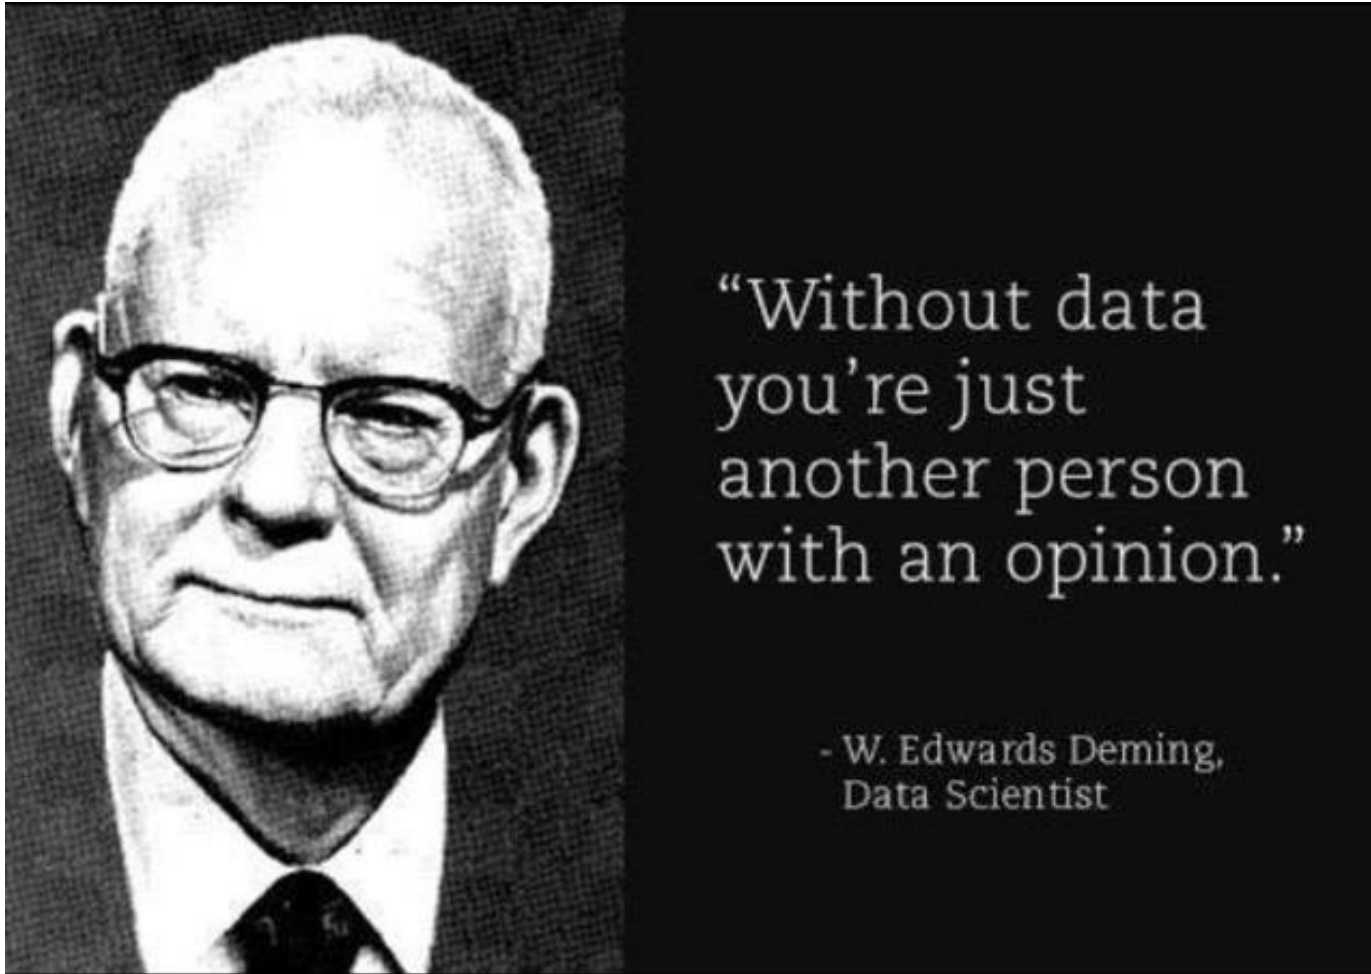 “Without data
you’re just
another person
with an opinion.”
- W. Edwards Deming,
Data Scientist